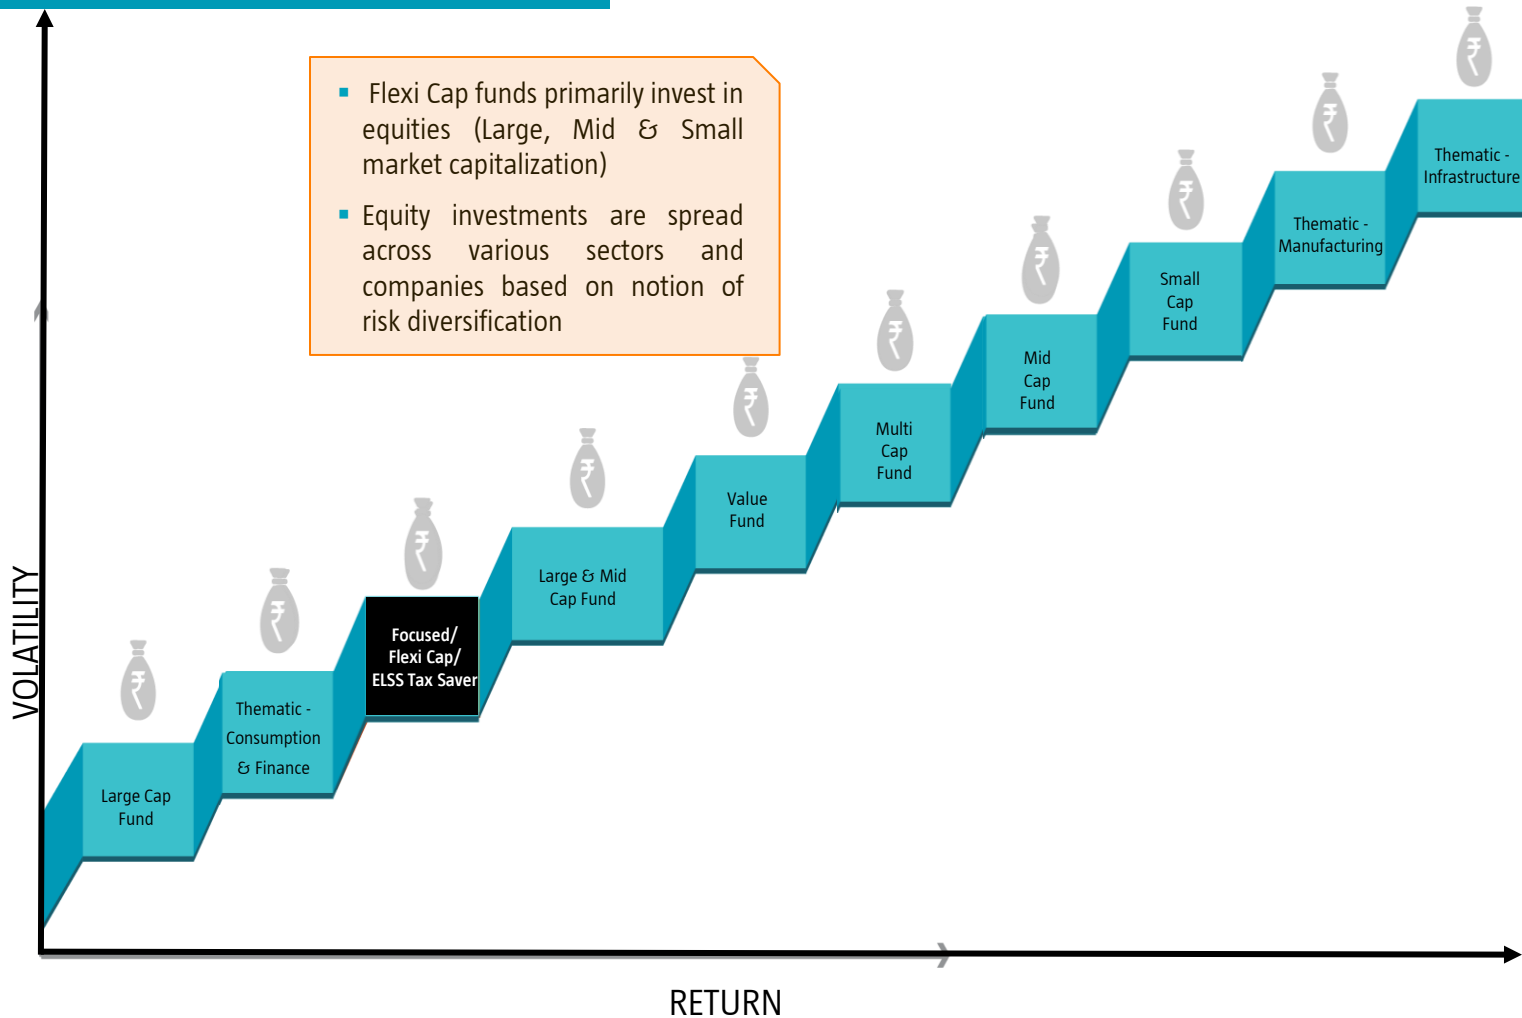 ▪ Flexi Cap funds primarily invest in
equities (Large, Mid & Small
market capitalization)
▪ Equity investments are spread
across various sectors and
companies based on notion of
risk diversification
Thematic -
Infrastructure
Thematic -
Manufacturing
Small
Cap
Fund
Mid
Cap
Fund
Multi
Cap
Fund
Value
Fund
Large & Mid
Cap Fund
Focused/
Flexi Cap/
ELSS Tax Saver
Thematic -
Consumption
& Finance
Large Cap
Fund
VOLATILITY
RETURN
₹
₹
₹
₹
₹
₹
₹
₹
₹
₹